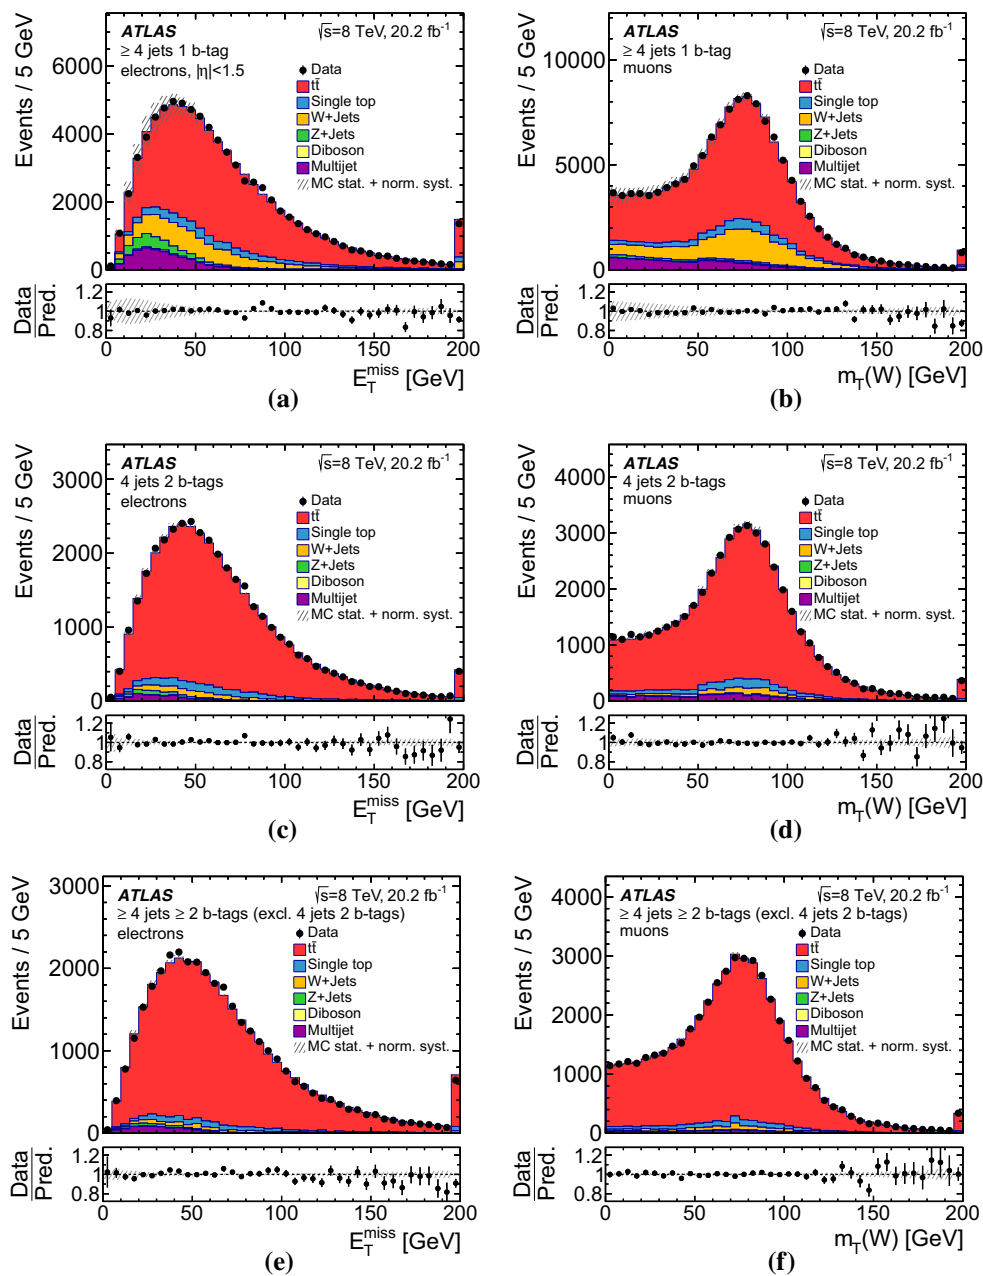 ATLAS
√s=8 TeV, 20.2 fb⁻¹
≥ 4 jets 1 b-tag
electrons, |η|<1.5
Data
tt̄
Single top
W+Jets
Z+Jets
Diboson
Multijet
MC stat. + norm. syst.
Events / 5 GeV
6000
4000
2000
0
Data
Pred.
1.2
1
0.8
0 50 100 150 200
E_T^miss [GeV]
(a)
ATLAS
√s=8 TeV, 20.2 fb⁻¹
≥ 4 jets 1 b-tag
muons
Data
tt̄
Single top
W+Jets
Z+Jets
Diboson
Multijet
MC stat. + norm. syst.
Events / 5 GeV
10000
5000
0
Data
Pred.
1.2
1
0.8
0 50 100 150 200
m_T(W) [GeV]
(b)
ATLAS
√s=8 TeV, 20.2 fb⁻¹
4 jets 2 b-tags
electrons
Data
tt̄
Single top
W+Jets
Z+Jets
Diboson
Multijet
MC stat. + norm. syst.
Events / 5 GeV
3000
2000
1000
0
Data
Pred.
1.2
1
0.8
0 50 100 150 200
E_T^miss [GeV]
(c)
ATLAS
√s=8 TeV, 20.2 fb⁻¹
4 jets 2 b-tags
muons
Data
tt̄
Single top
W+Jets
Z+Jets
Diboson
Multijet
MC stat. + norm. syst.
Events / 5 GeV
4000
3000
2000
1000
0
Data
Pred.
1.2
1
0.8
0 50 100 150 200
m_T(W) [GeV]
(d)
ATLAS
√s=8 TeV, 20.2 fb⁻¹
≥ 4 jets ≥ 2 b-tags (excl. 4 jets 2 b-tags)
electrons
Data
tt̄
Single top
W+Jets
Z+Jets
Diboson
Multijet
MC stat. + norm. syst.
Events / 5 GeV
3000
2000
1000
0
Data
Pred.
1.2
1
0.8
0 50 100 150 200
E_T^miss [GeV]
(e)
ATLAS
√s=8 TeV, 20.2 fb⁻¹
≥ 4 jets ≥ 2 b-tags (excl. 4 jets 2 b-tags)
muons
Data
tt̄
Single top
W+Jets
Z+Jets
Diboson
Multijet
MC stat. + norm. syst.
Events / 5 GeV
4000
3000
2000
1000
0
Data
Pred.
1.2
1
0.8
0 50 100 150 200
m_T(W) [GeV]
(f)